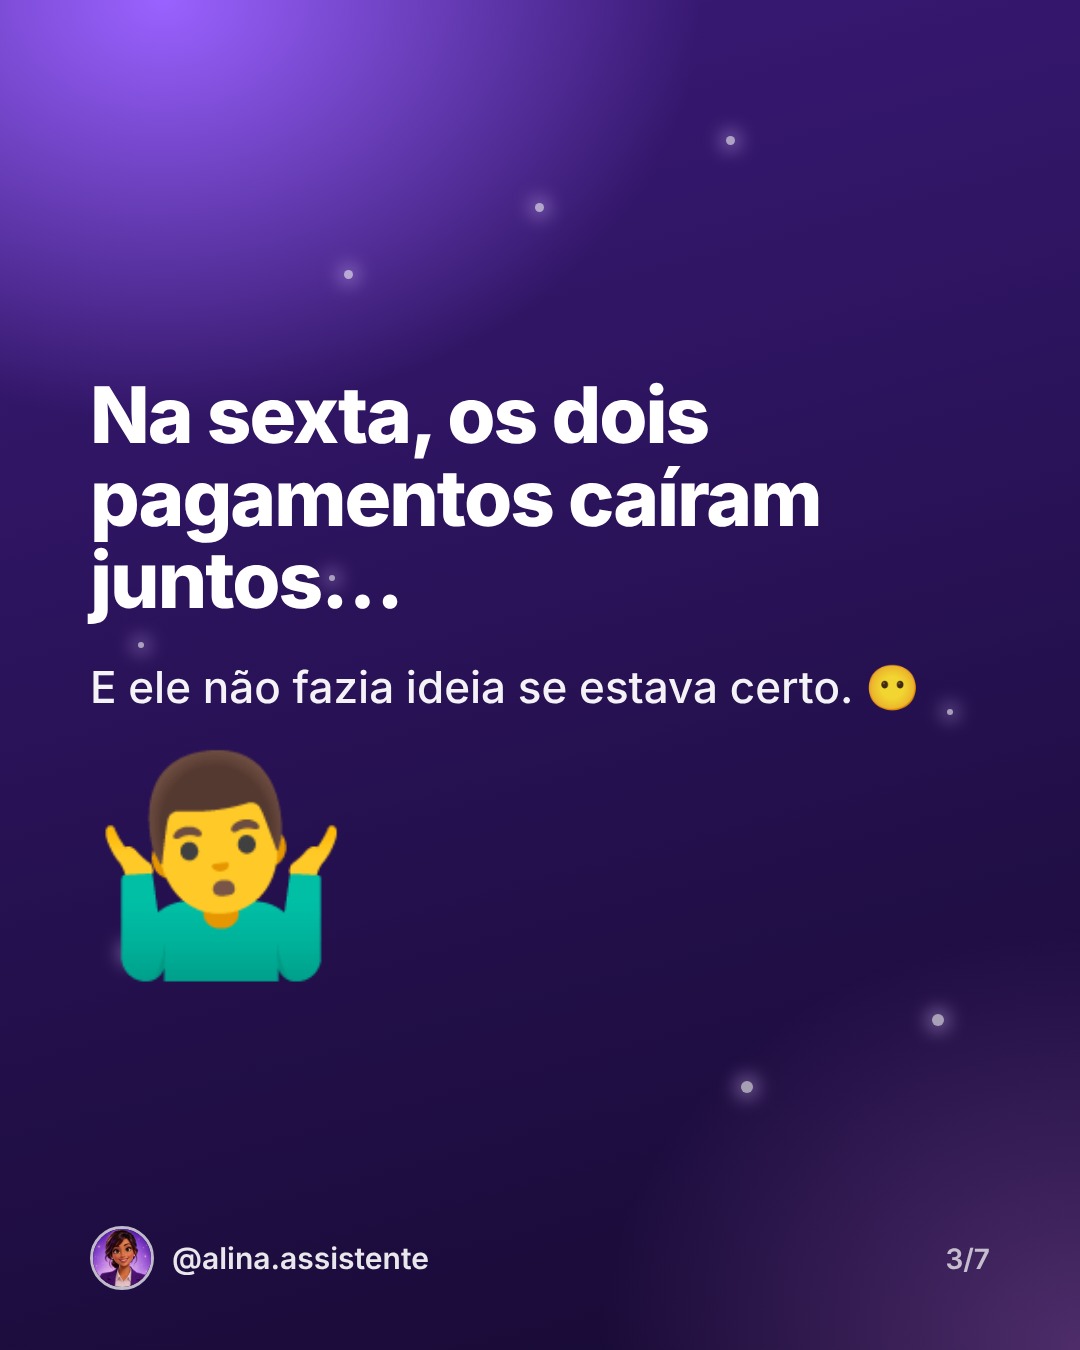 Na sexta, os dois
pagamentos caíram
juntos...
E ele não fazia ideia se estava certo. 😶
@alina.assistente
3/7